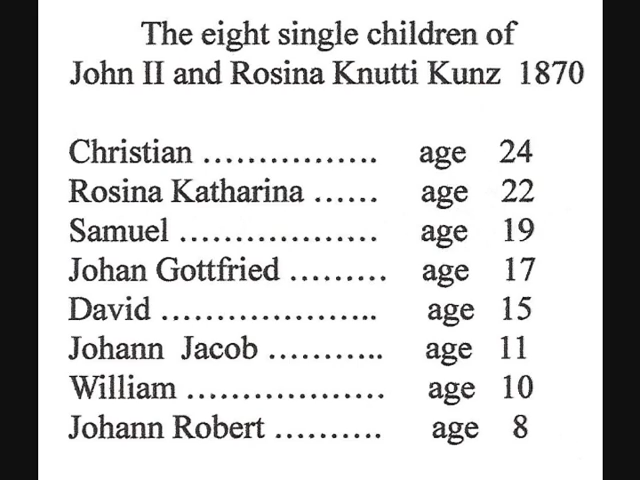 The eight single children of
John II and Rosina Knutti Kunz 1870
Christian ................ age 24
Rosina Katharina ...... age 22
Samuel .................. age 19
Johan Gottfried ......... age 17
David .................... age 15
Johann Jacob ........... age 11
William .................. age 10
Johann Robert .......... age 8